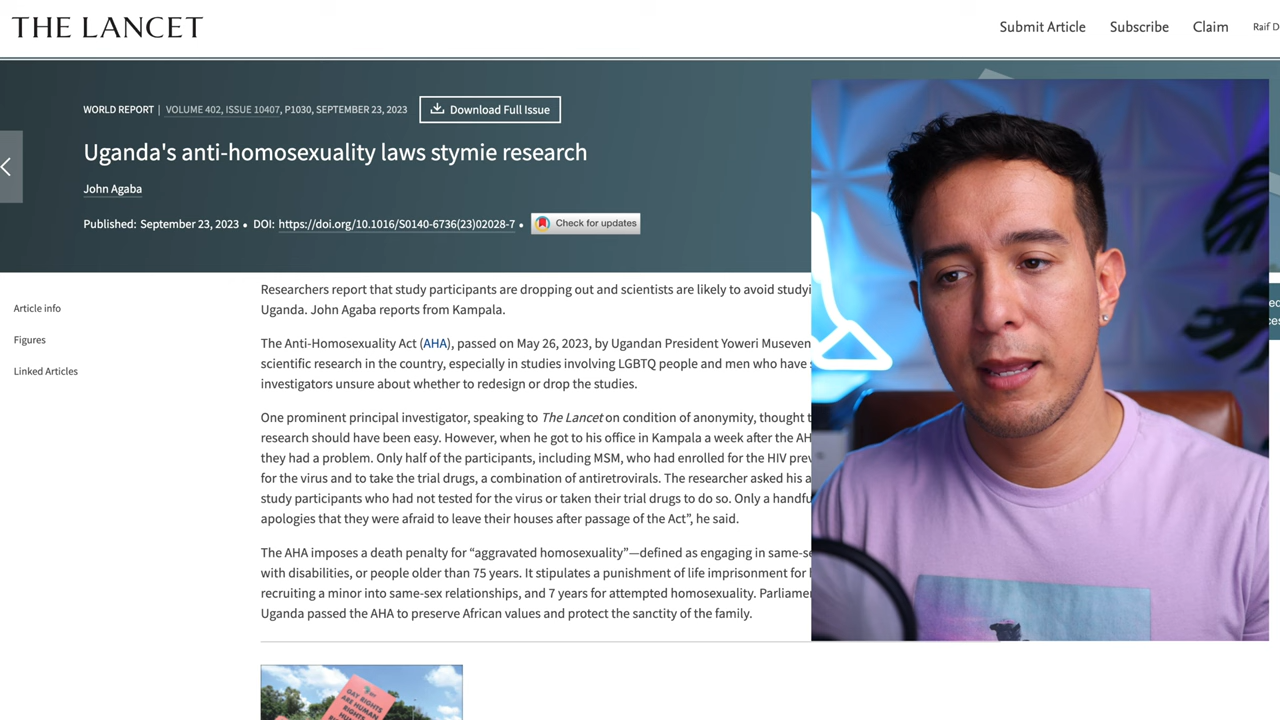 THE LANCET
Submit Article Subscribe Claim Raif D
WORLD REPORT | VOLUME 402, ISSUE 10407, P1030, SEPTEMBER 23, 2023 Download Full Issue
Uganda's anti-homosexuality laws stymie research
John Agaba
Published: September 23, 2023 • DOI: https://doi.org/10.1016/S0140-6736(23)02028-7 • Check for updates
Article info
Figures
Linked Articles
Researchers report that study participants are dropping out and scientists are likely to avoid studyi
Uganda. John Agaba reports from Kampala.
The Anti-Homosexuality Act (AHA), passed on May 26, 2023, by Ugandan President Yoweri Museven
scientific research in the country, especially in studies involving LGBTQ people and men who have
investigators unsure about whether to redesign or drop the studies.
One prominent principal investigator, speaking to The Lancet on condition of anonymity, thought t
research should have been easy. However, when he got to his office in Kampala a week after the AH
they had a problem. Only half of the participants, including MSM, who had enrolled for the HIV prev
for the virus and to take the trial drugs, a combination of antiretrovirals. The researcher asked his a
study participants who had not tested for the virus or taken their trial drugs to do so. Only a handfu
apologies that they were afraid to leave their houses after passage of the Act”, he said.
The AHA imposes a death penalty for “aggravated homosexuality”—defined as engaging in same-se
with disabilities, or people older than 75 years. It stipulates a punishment of life imprisonment for
recruiting a minor into same-sex relationships, and 7 years for attempted homosexuality. Parliamen
Uganda passed the AHA to preserve African values and protect the sanctity of the family.
GAY RIGHTS
ARE HUMAN
RIGHTS